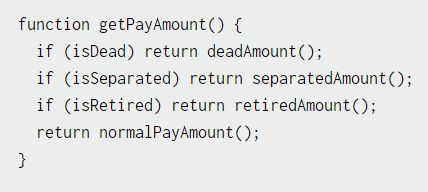 function getPayAmount() {
  if (isDead) return deadAmount();
  if (isSeparated) return separatedAmount();
  if (isRetired) return retiredAmount();
  return normalPayAmount();
}